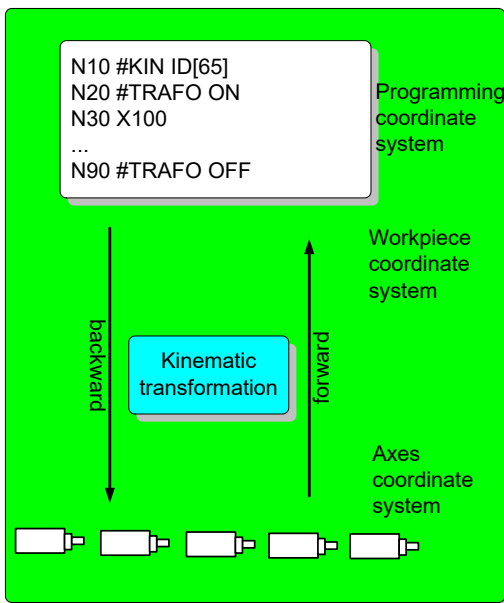 N10 #KIN ID[65]
N20 #TRAFO ON
N30 X100
...
N90 #TRAFO OFF
Programming
coordinate
system
Workpiece
coordinate
system
backward
Kinematic
transformation
forward
Axes
coordinate
system